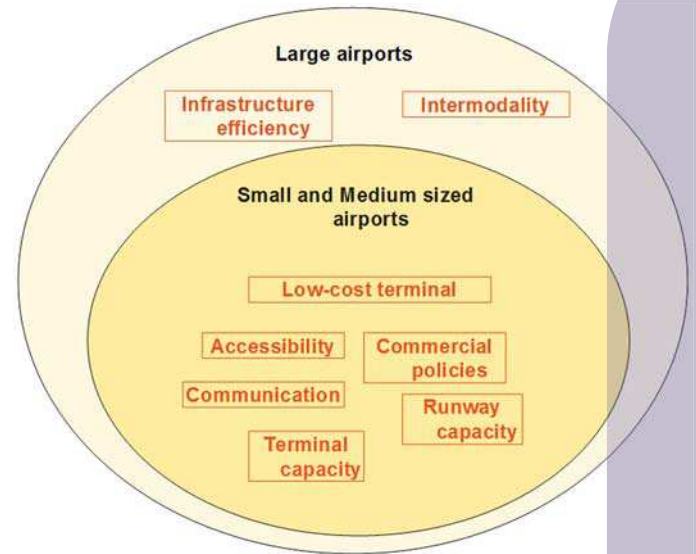 Large airports
Infrastructure
efficiency
Intermodality
Small and Medium sized
airports
Low-cost terminal
Accessibility
Commercial
policies
Communication
Runway
capacity
Terminal
capacity